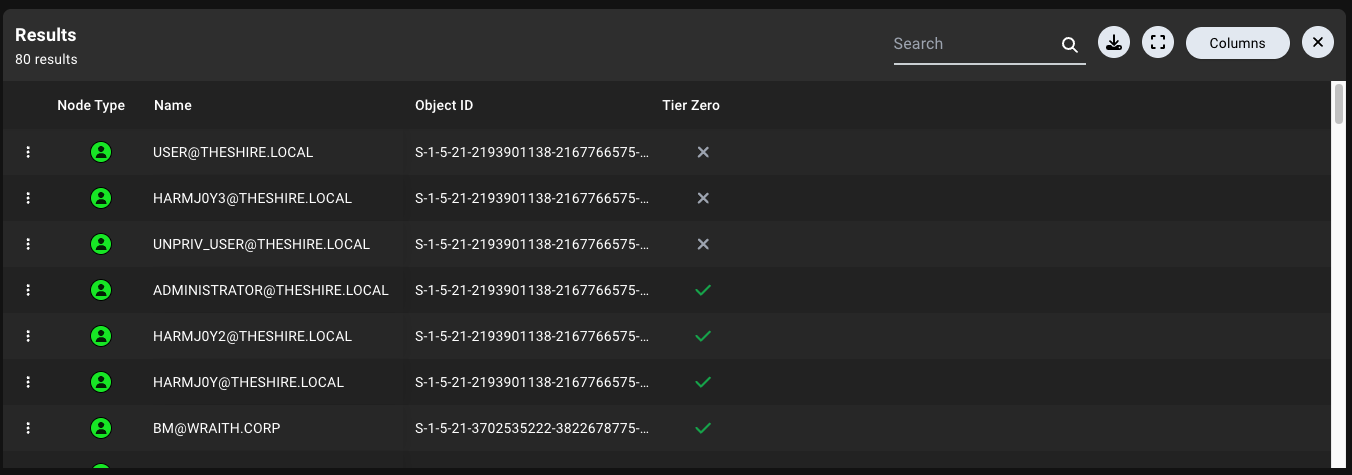 Results
80 results
Search
Columns
Node Type Name Object ID Tier Zero
USER@THESHIRE.LOCAL S-1-5-21-2193901138-2167766575-...
HARMJ0Y3@THESHIRE.LOCAL S-1-5-21-2193901138-2167766575-...
UNPRIV_USER@THESHIRE.LOCAL S-1-5-21-2193901138-2167766575-...
ADMINISTRATOR@THESHIRE.LOCAL S-1-5-21-2193901138-2167766575-...
HARMJ0Y2@THESHIRE.LOCAL S-1-5-21-2193901138-2167766575-...
HARMJ0Y@THESHIRE.LOCAL S-1-5-21-2193901138-2167766575-...
BM@WRAITH.CORP S-1-5-21-3702535222-3822678775-...